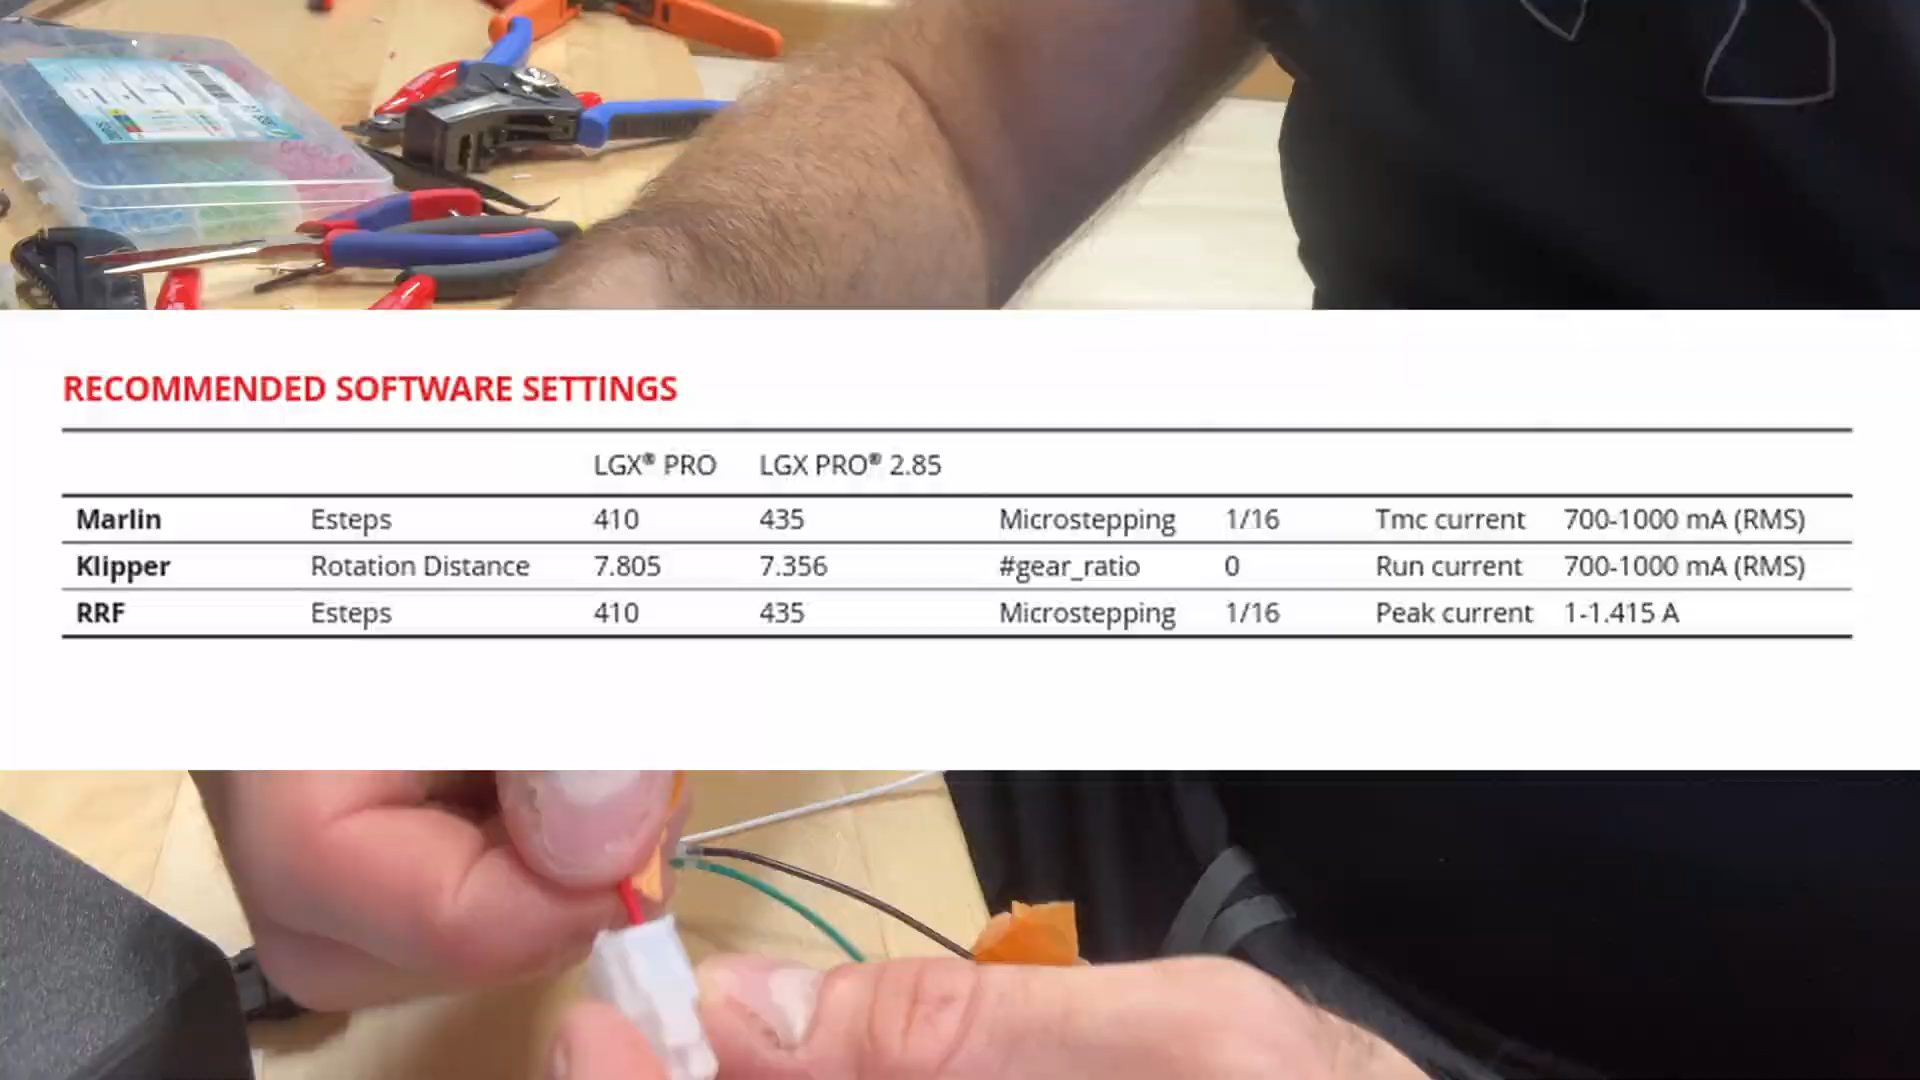 RECOMMENDED SOFTWARE SETTINGS
LGX® PRO LGX PRO® 2.85
Marlin Esteps 410 435 Microstepping 1/16 Tmc current 700-1000 mA (RMS)
Klipper Rotation Distance 7.805 7.356 #gear_ratio 0 Run current 700-1000 mA (RMS)
RRF Esteps 410 435 Microstepping 1/16 Peak current 1-1.415 A